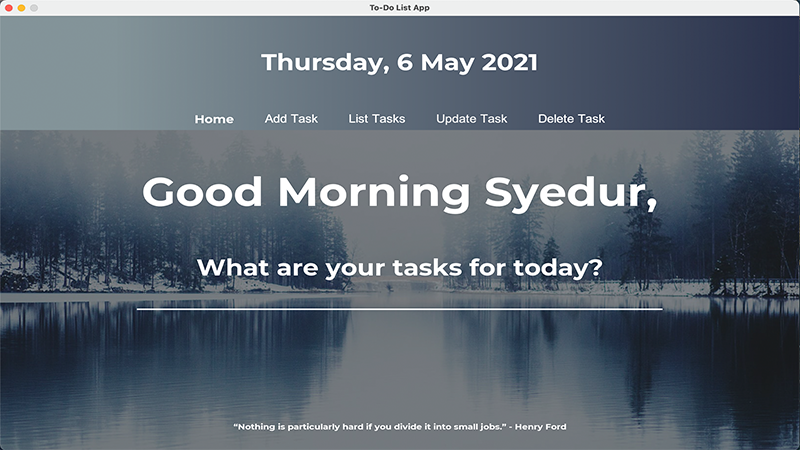 To-Do List App
Thursday, 6 May 2021
Home Add Task List Tasks Update Task Delete Task
Good Morning Syedur,
What are your tasks for today?
“Nothing is particularly hard if you divide it into small jobs.” - Henry Ford